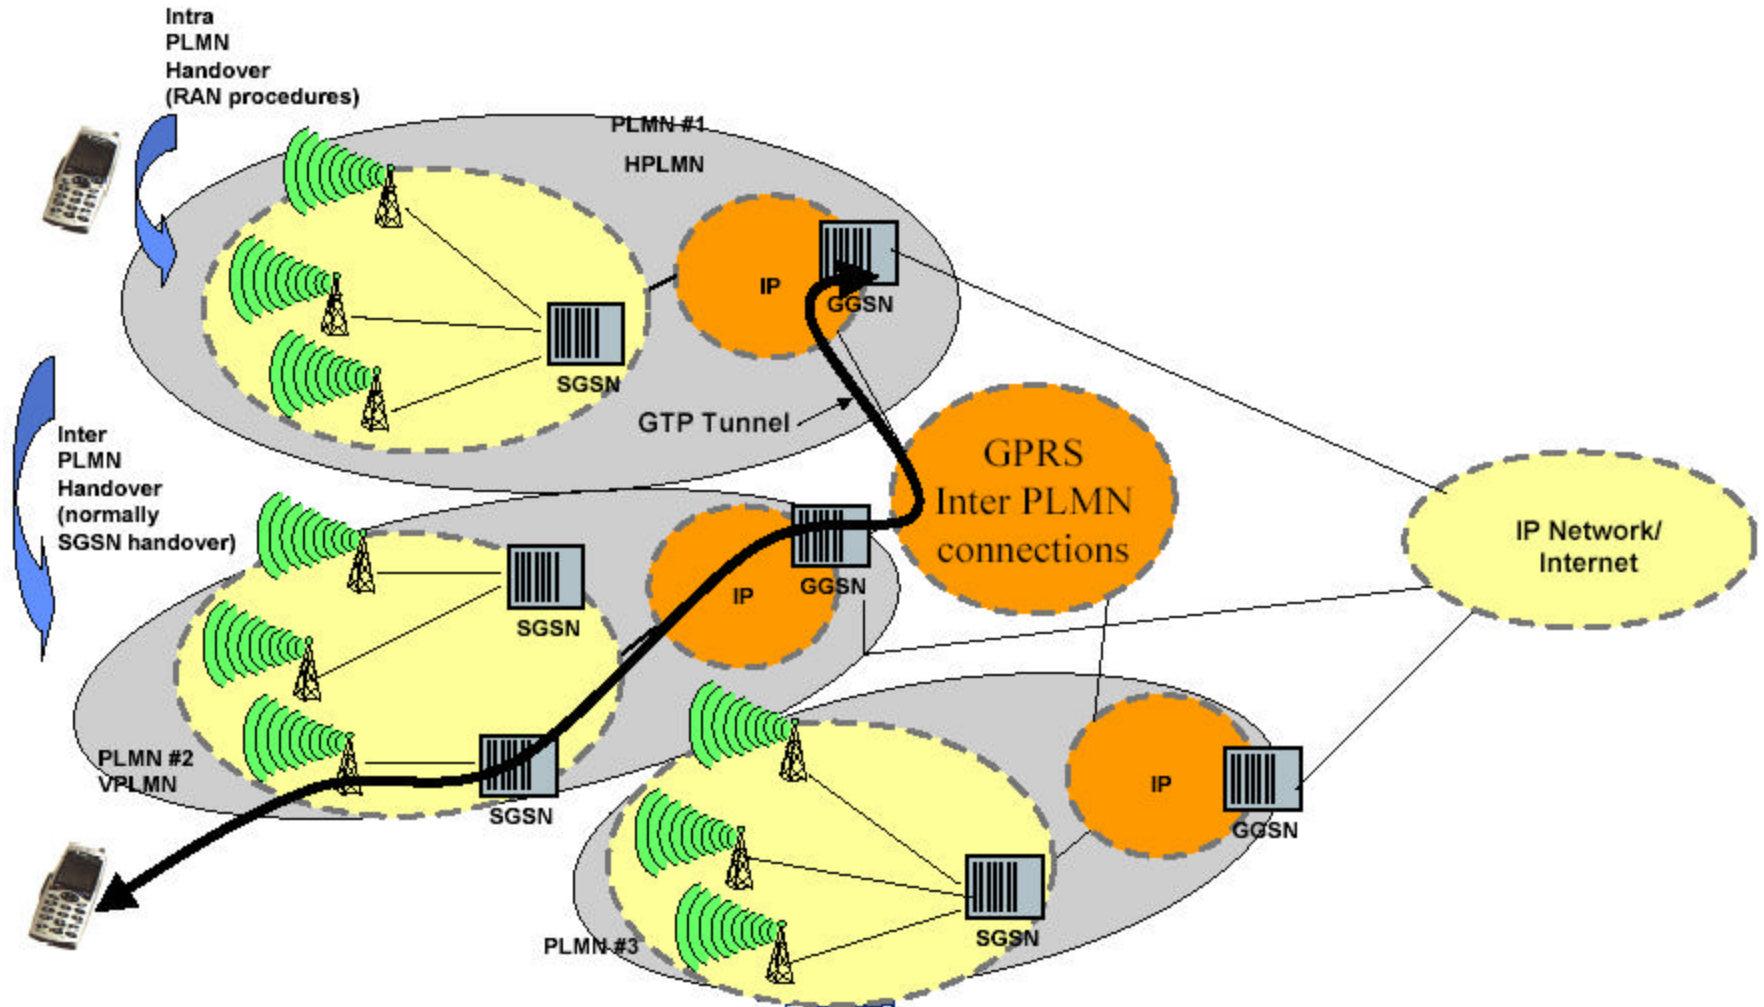 Intra
PLMN
Handover
(RAN procedures)
PLMN #1
HPLMN
IP
GGSN
SGSN
GTP Tunnel
Inter
PLMN
Handover
(normally
SGSN handover)
GPRS
Inter PLMN
connections
IP Network/
Internet
SGSN
IP
GGSN
PLMN #2
VPLMN
SGSN
IP
GGSN
SGSN
PLMN #3